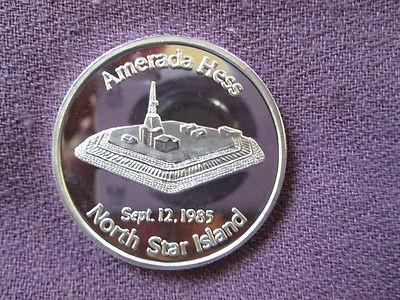 Amerada Hess
Sept. 12, 1985
North Star Island